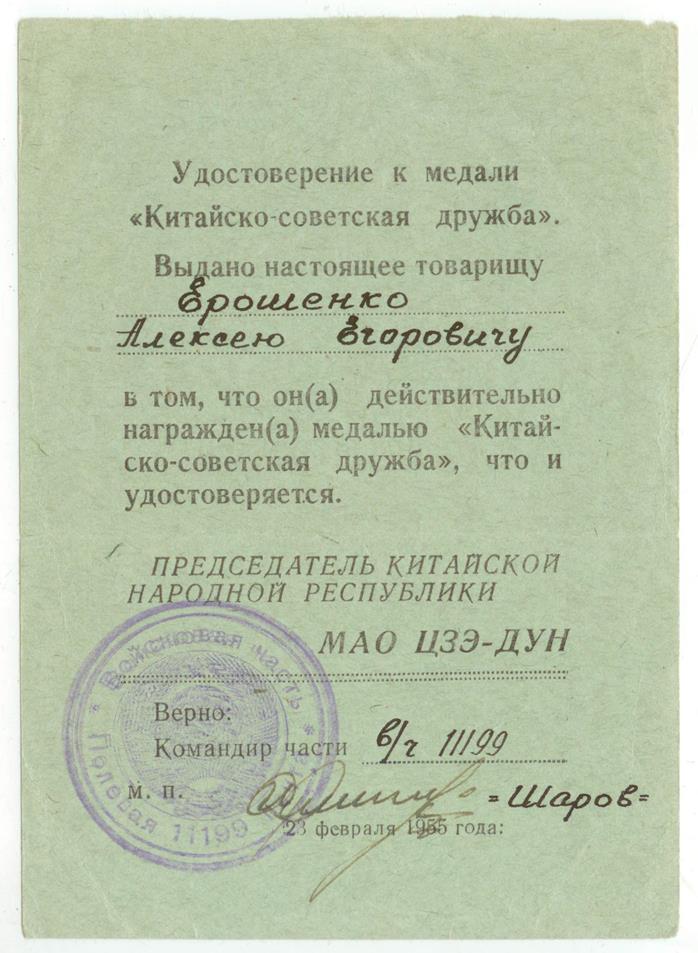 Удостоверение к медали
«Китайско-советская дружба».
Выдано настоящее товарищу
Ерошенко
Алексею Егоровичу
в том, что он(а) действительно
награжден(а) медалью «Китай-
ско-советская дружба», что и
удостоверяется.
ПРЕДСЕДАТЕЛЬ КИТАЙСКОЙ
НАРОДНОЙ РЕСПУБЛИКИ
МАО ЦЗЭ-ДУН
Верно:
Командир части в/ч 11199
М. П.
=Шаров=
23 февраля 1955 года:
Войсковая часть
Полевая 11199